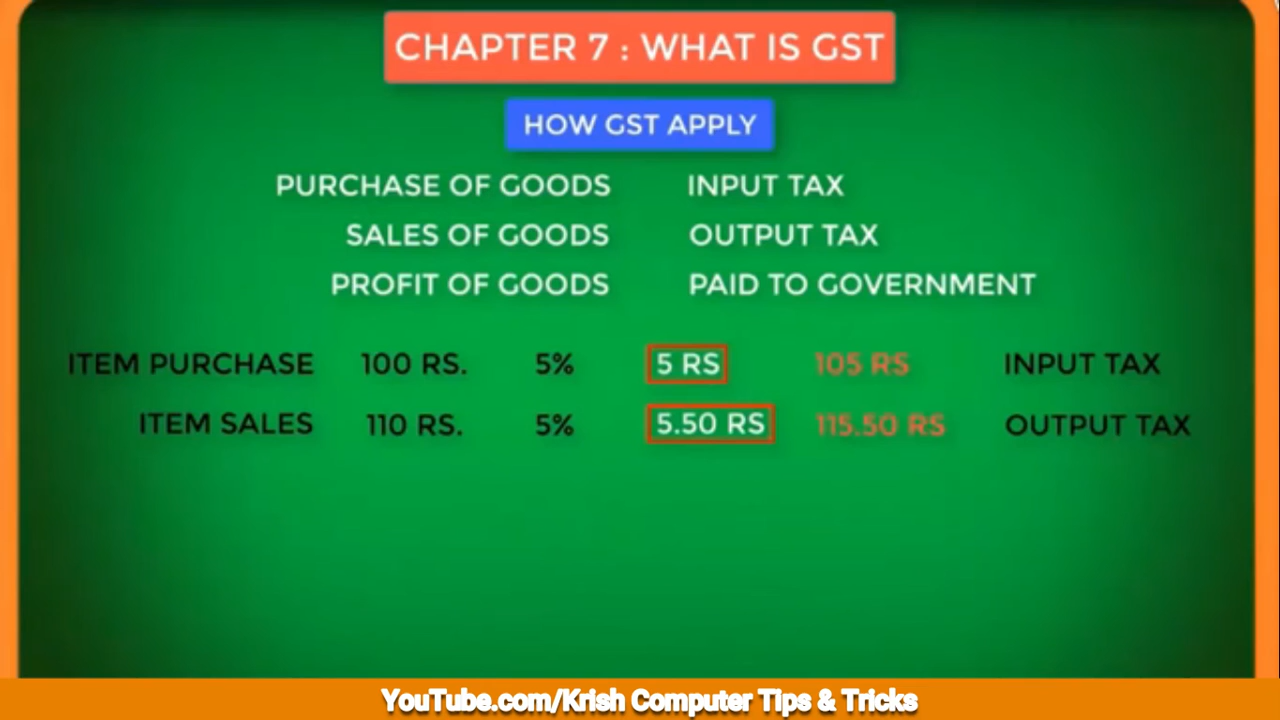 CHAPTER 7 : WHAT IS GST
HOW GST APPLY
PURCHASE OF GOODS INPUT TAX
SALES OF GOODS OUTPUT TAX
PROFIT OF GOODS PAID TO GOVERNMENT
ITEM PURCHASE 100 RS. 5% 5 RS 105 RS INPUT TAX
ITEM SALES 110 RS. 5% 5.50 RS 115.50 RS OUTPUT TAX
YouTube.com/Krish Computer Tips & Tricks